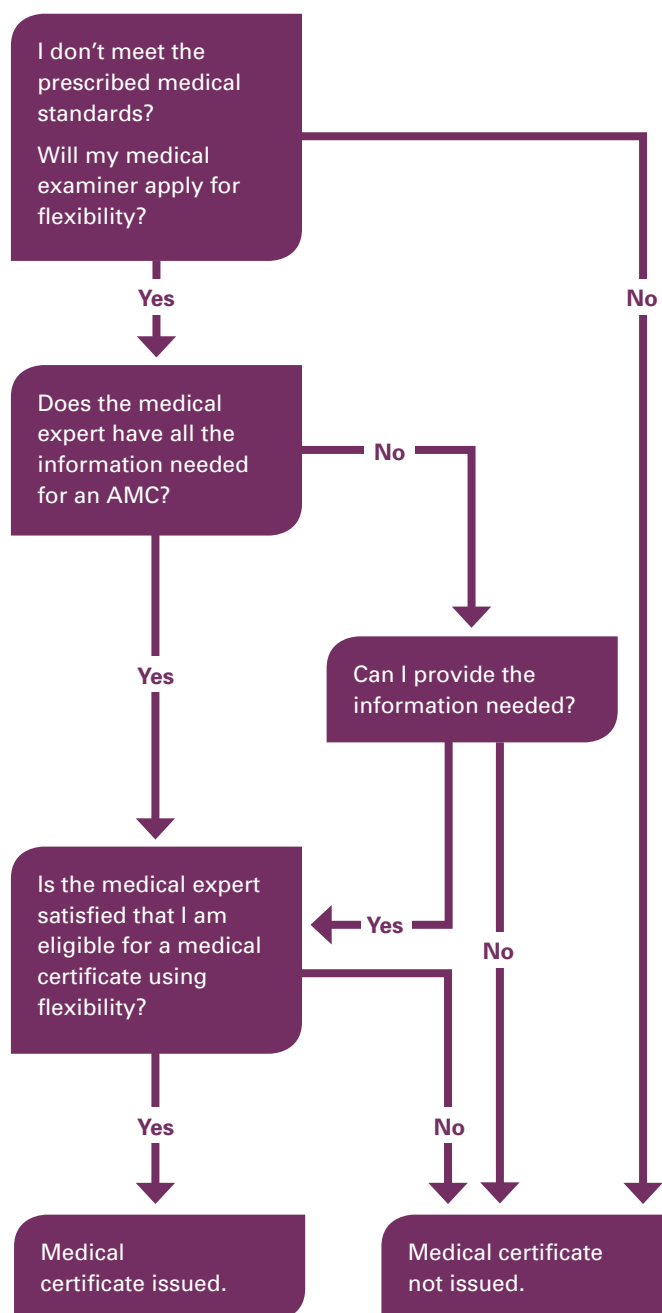 I don’t meet the
prescribed medical
standards?
Will my medical
examiner apply for
flexibility?
Yes
No
Does the medical
expert have all the
information needed
for an AMC?
No
Yes
Can I provide the
information needed?
Is the medical expert
satisfied that I am
eligible for a medical
certificate using
flexibility?
Yes
No
Yes
No
Medical
certificate issued.
Medical certificate
not issued.